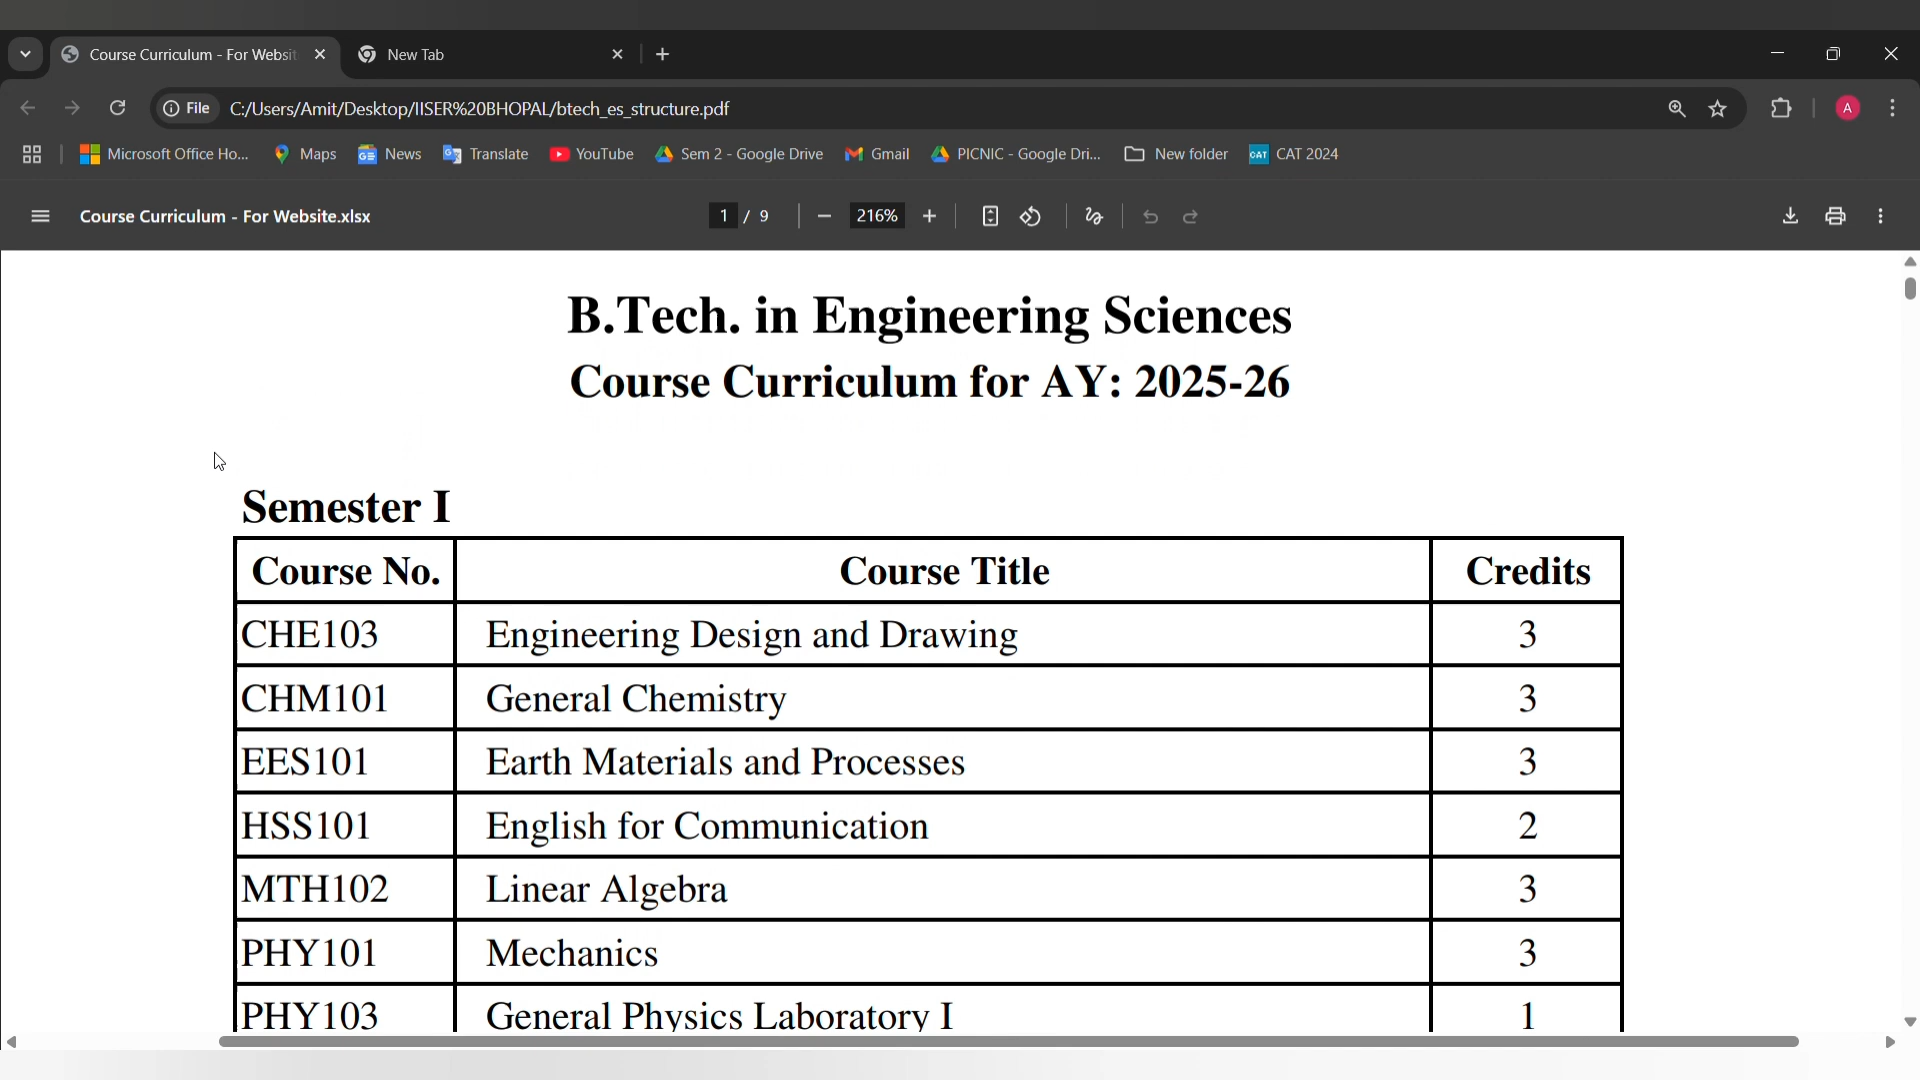 Course Curriculum - For Websit
New Tab
File C:/Users/Amit/Desktop/IISER%20BHOPAL/btech_es_structure.pdf
A
Microsoft Office Ho... Maps News Translate YouTube Sem 2 - Google Drive Gmail PICNIC - Google Dri... New folder CAT CAT 2024
Course Curriculum - For Website.xlsx 1 / 9 216%
B.Tech. in Engineering Sciences
Course Curriculum for AY: 2025-26
Semester I
Course No. Course Title Credits
CHE103 Engineering Design and Drawing 3
CHM101 General Chemistry 3
EES101 Earth Materials and Processes 3
HSS101 English for Communication 2
MTH102 Linear Algebra 3
PHY101 Mechanics 3
PHY103 General Physics Laboratory I 1